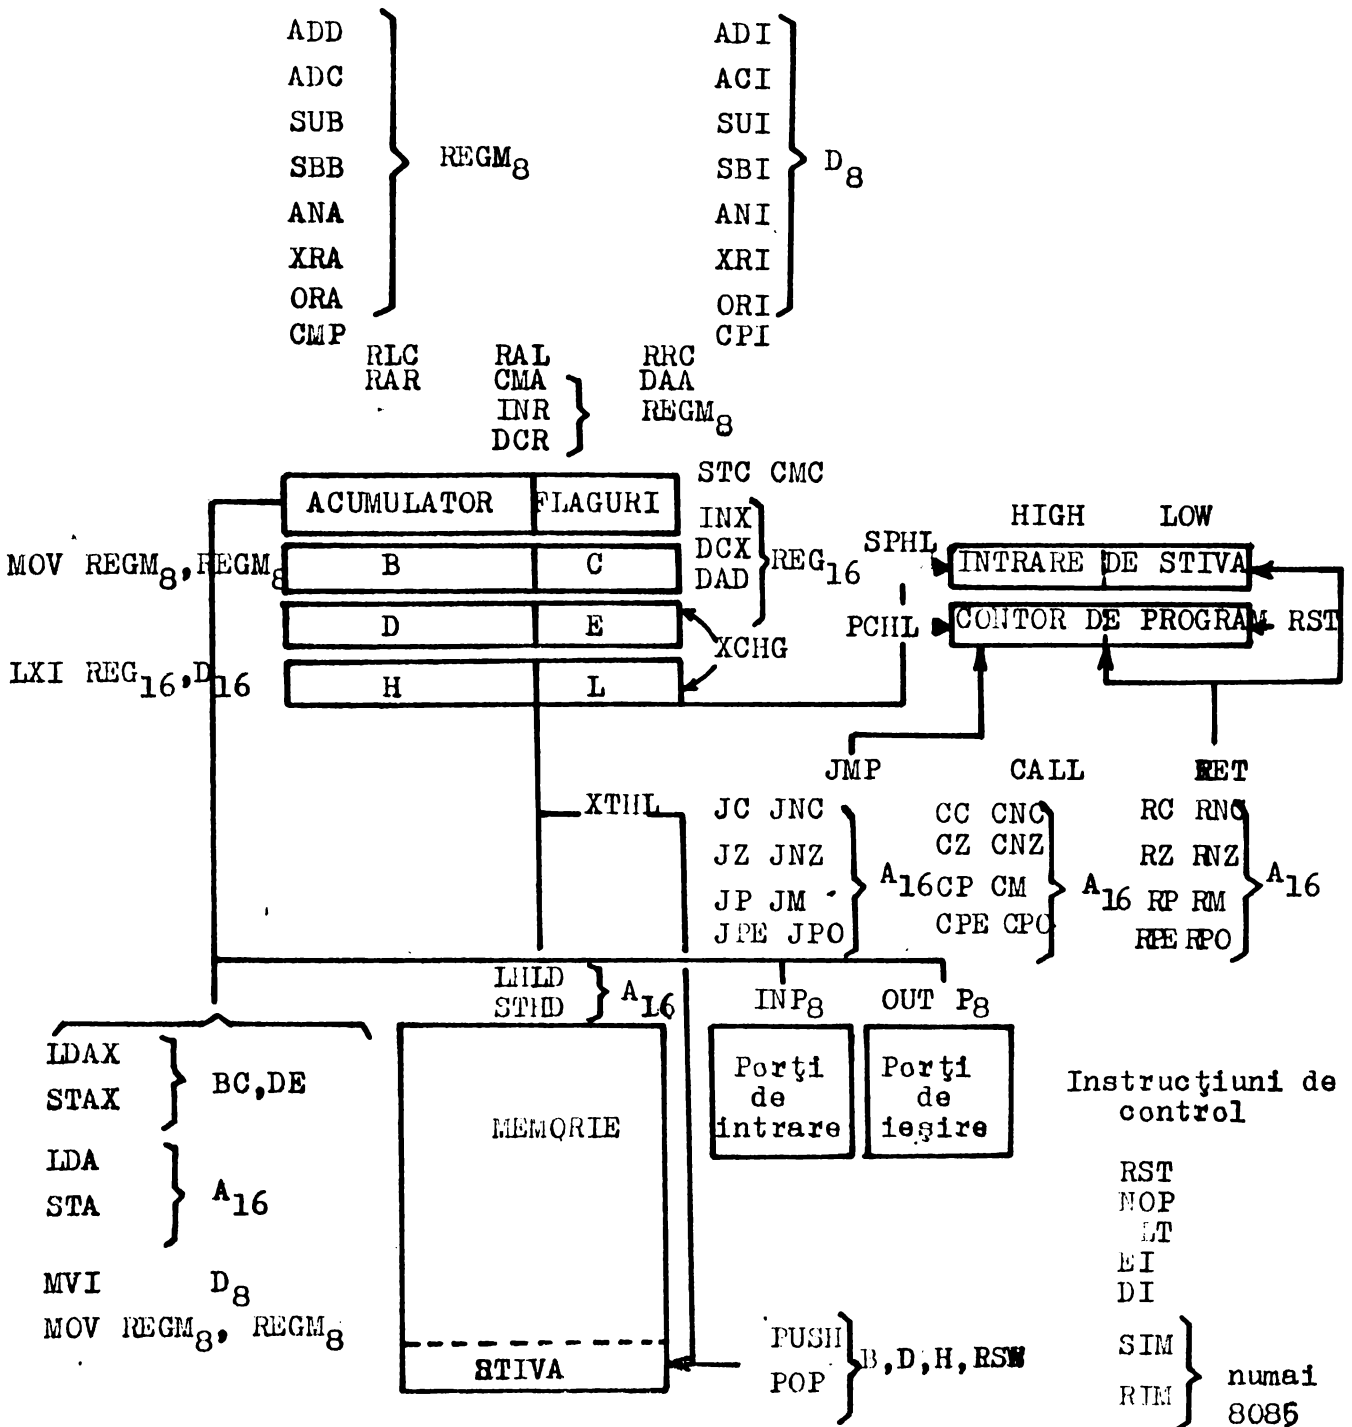 ADD ADI
ADC ACI
SUB SUI
REGM8 D8
SBB SBI
ANA ANI
XRA XRI
ORA ORI
CMP CPI
RLC RAL RRC
RAR CMA DAA
INR REGM8
DCR
STC CMC
ACUMULATOR FLAGURI
INX
HIGH LOW
DCX SPHL
MOV REGM8,REGM8 B C REG16 INTRARE DE STIVA
DAD
D E PCHL CONTOR DE PROGRAM RST
XCHG
LXI REG16,D16 H L
JMP CALL RET
XTHL JC JNC CC CNC RC RNC
JZ JNZ CZ CNZ RZ RNZ
A16 A16 A16
JP JM CP CM RP RM
JPE JPO CPE CPO RPE RPO
LHLD
A16 INP8 OUT P8
STHD
LDAX
BC,DE
STAX
Porţi Porţi
de de
intrare ieşire
Instrucţiuni de
control
MEMORIE
LDA
A16
STA
RST
NOP
LT
EI
DI
MVI D8
MOV REGM8, REGM8
PUSH
B,D,H,RSW
POP
SIM
RIM
numai
8085
STIVA